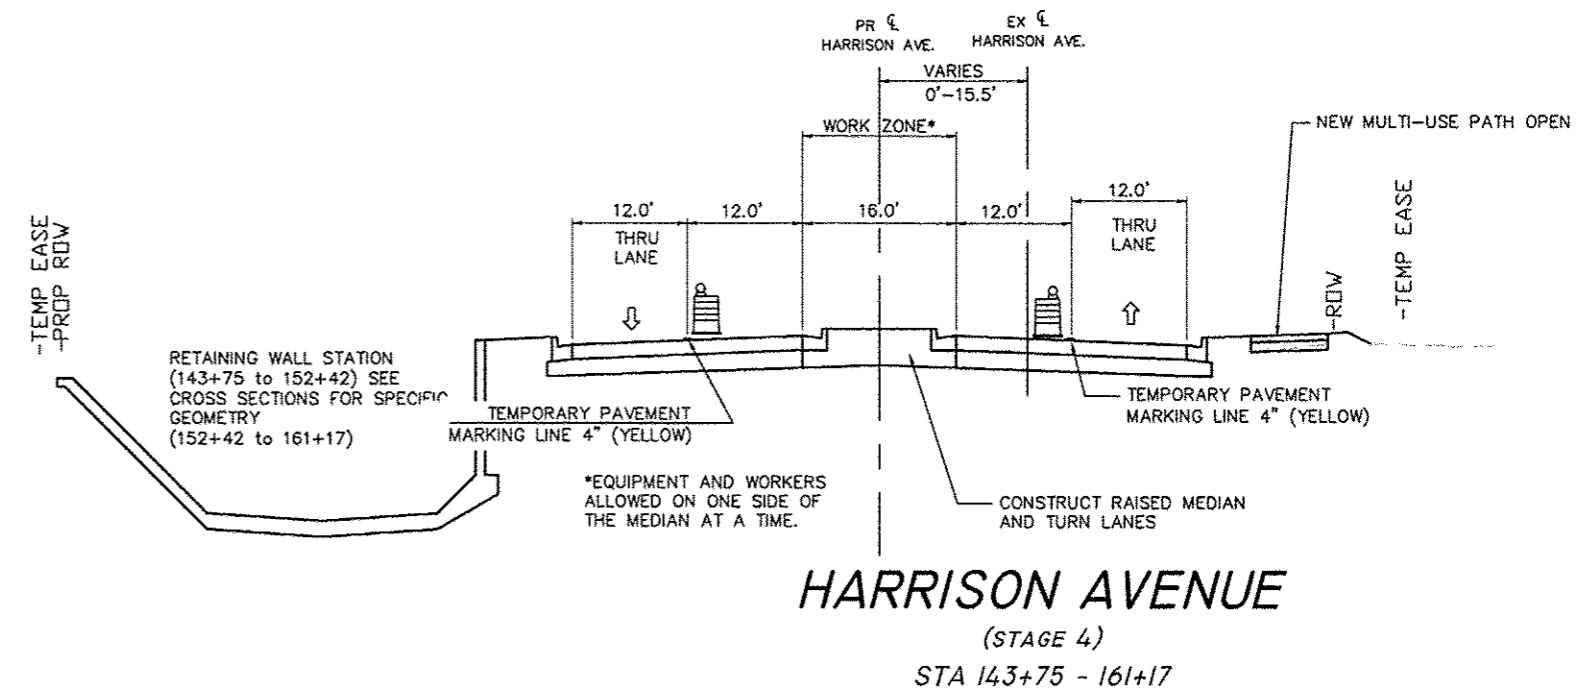 PR ℄
HARRISON AVE.
EX ℄
HARRISON AVE.
VARIES
0'-15.5'
WORK ZONE*
NEW MULTI-USE PATH OPEN
12.0'
12.0'
16.0'
12.0'
12.0'
THRU
LANE
THRU
LANE
TEMP EASE
PROP ROW
ROW
TEMP EASE
RETAINING WALL STATION
(143+75 to 152+42) SEE
CROSS SECTIONS FOR SPECIFIC
GEOMETRY
(152+42 to 161+17)
TEMPORARY PAVEMENT
MARKING LINE 4" (YELLOW)
TEMPORARY PAVEMENT
MARKING LINE 4" (YELLOW)
*EQUIPMENT AND WORKERS
ALLOWED ON ONE SIDE OF
THE MEDIAN AT A TIME.
CONSTRUCT RAISED MEDIAN
AND TURN LANES
HARRISON AVENUE
(STAGE 4)
STA 143+75 - 161+17